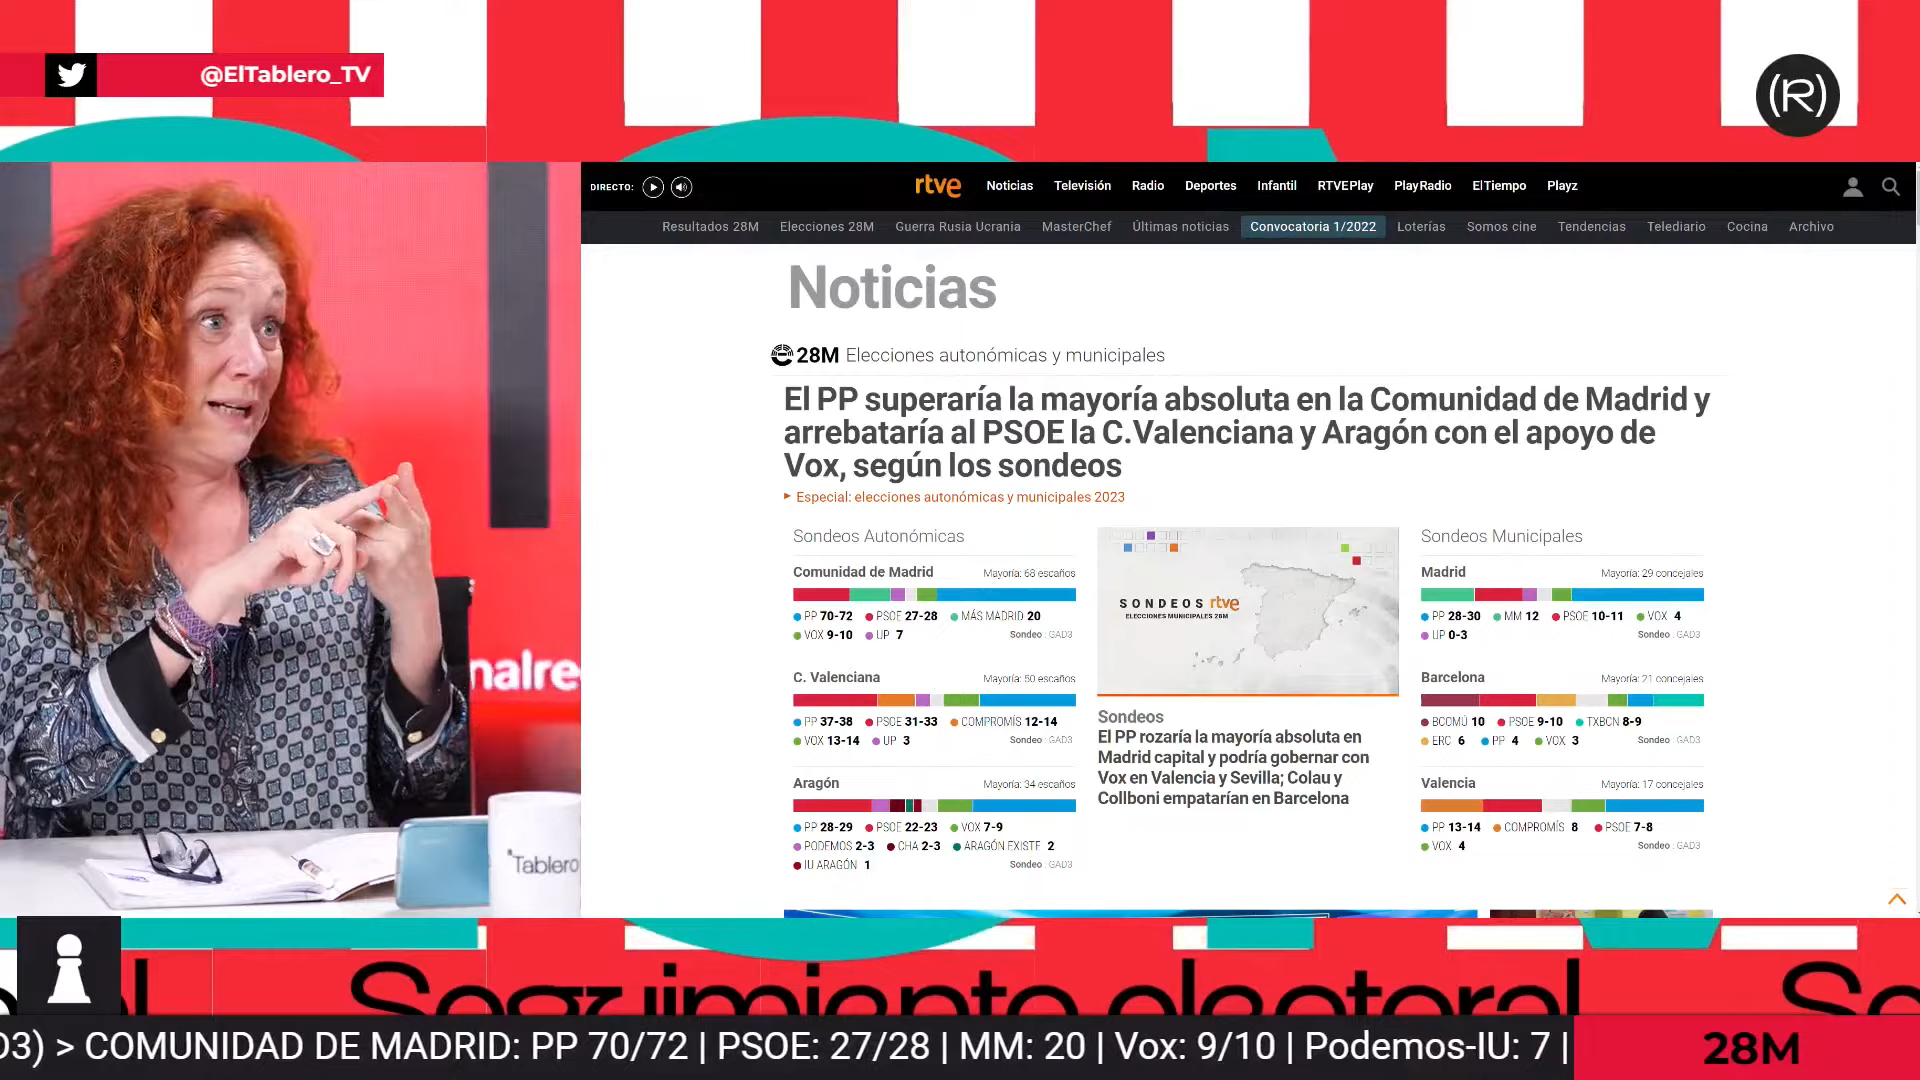 @ElTablero_TV
(R)
DIRECTO:
rtve
Noticias Televisión Radio Deportes Infantil RTVEPlay PlayRadio ElTiempo Playz
Resultados 28M Elecciones 28M Guerra Rusia Ucrania MasterChef Últimas noticias Convocatoria 1/2022 Loterías Somos cine Tendencias Telediario Cocina Archivo
Noticias
28M Elecciones autonómicas y municipales
El PP superaría la mayoría absoluta en la Comunidad de Madrid y
arrebataría al PSOE la C.Valenciana y Aragón con el apoyo de
Vox, según los sondeos
Especial: elecciones autonómicas y municipales 2023
Sondeos Autonómicas
Comunidad de Madrid Mayoría: 68 escaños
PP 70-72 PSOE 27-28 MÁS MADRID 20
VOX 9-10 UP 7 Sondeo: GAD3
C. Valenciana Mayoría: 50 escaños
PP 37-38 PSOE 31-33 COMPROMÍS 12-14
VOX 13-14 UP 3 Sondeo: GAD3
Aragón Mayoría: 34 escaños
PP 28-29 PSOE 22-23 VOX 7-9
PODEMOS 2-3 CHA 2-3 ARAGÓN EXISTE 2
IU ARAGÓN 1 Sondeo: GAD3
SONDEOS rtve
ELECCIONES MUNICIPALES 28M
Sondeos
El PP rozaría la mayoría absoluta en
Madrid capital y podría gobernar con
Vox en Valencia y Sevilla; Colau y
Collboni empatarían en Barcelona
Sondeos Municipales
Madrid Mayoría: 29 concejales
PP 28-30 MM 12 PSOE 10-11 VOX 4
UP 0-3 Sondeo: GAD3
Barcelona Mayoría: 21 concejales
BCOMÚ 10 PSOE 9-10 TXBCN 8-9
ERC 6 PP 4 VOX 3 Sondeo: GAD3
Valencia Mayoría: 17 concejales
PP 13-14 COMPROMÍS 8 PSOE 7-8
VOX 4 Sondeo: GAD3
nalre
Tablero
Seguimiento electoral
D3) > COMUNIDAD DE MADRID: PP 70/72 | PSOE: 27/28 | MM: 20 | Vox: 9/10 | Podemos-IU: 7 |
28M